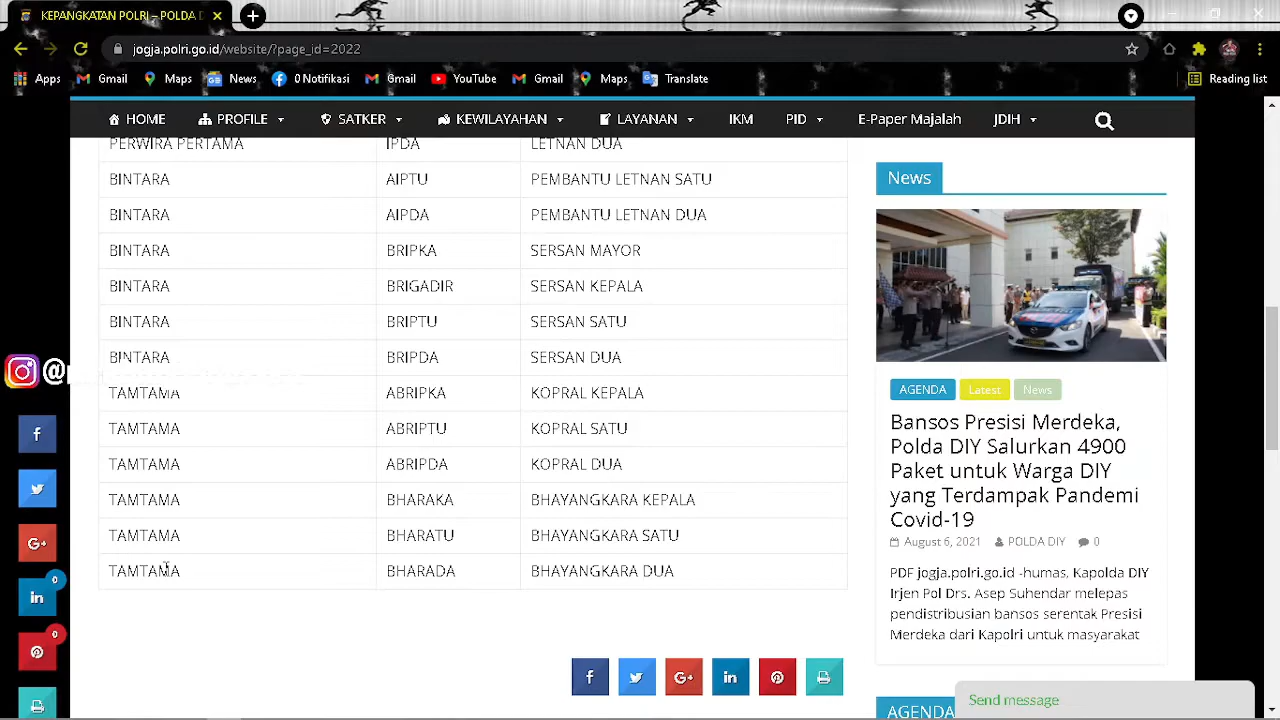 KEPANGKATAN POLRI - POLDA D
jogja.polri.go.id/website/?page_id=2022
Apps Gmail Maps News 0 Notifikasi Gmail YouTube Gmail Maps Translate Reading list
HOME PROFILE SATKER KEWILAYAHAN LAYANAN IKM PID E-Paper Majalah JDIH
PERWIRA PERTAMA IPDA LETNAN DUA
BINTARA AIPTU PEMBANTU LETNAN SATU
BINTARA AIPDA PEMBANTU LETNAN DUA
BINTARA BRIPKA SERSAN MAYOR
BINTARA BRIGADIR SERSAN KEPALA
BINTARA BRIPTU SERSAN SATU
BINTARA BRIPDA SERSAN DUA
TAMTAMA ABRIPKA KOPRAL KEPALA
TAMTAMA ABRIPTU KOPRAL SATU
TAMTAMA ABRIPDA KOPRAL DUA
TAMTAMA BHARAKA BHAYANGKARA KEPALA
TAMTAMA BHARATU BHAYANGKARA SATU
TAMTAMA BHARADA BHAYANGKARA DUA
@
0
0
News
AGENDA Latest News
Bansos Presisi Merdeka,
Polda DIY Salurkan 4900
Paket untuk Warga DIY
yang Terdampak Pandemi
Covid-19
August 6, 2021 POLDA DIY 0
PDF jogja.polri.go.id -humas, Kapolda DIY
Irjen Pol Drs. Asep Suhendar melepas
pendistribusian bansos serentak Presisi
Merdeka dari Kapolri untuk masyarakat
AGENDA
Send message